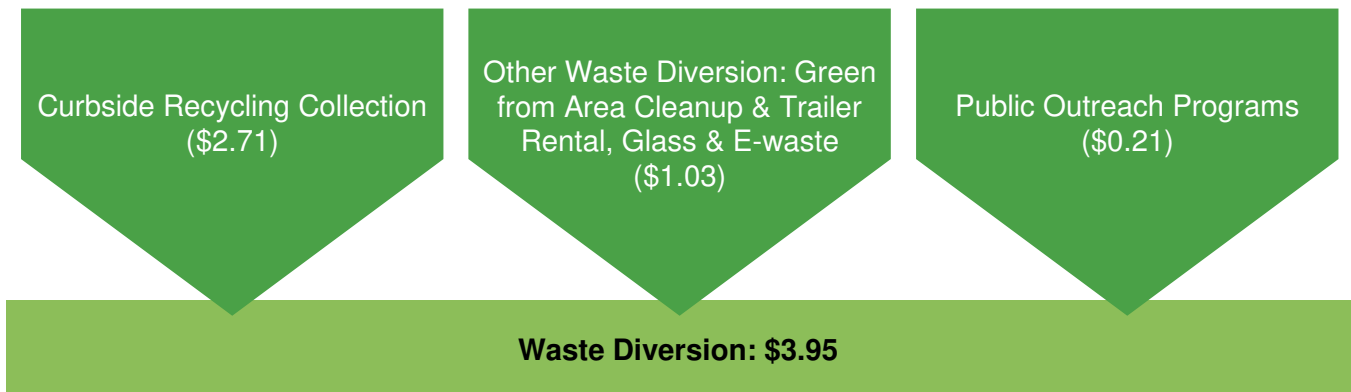 Curbside Recycling Collection
($2.71)
Other Waste Diversion: Green
from Area Cleanup & Trailer
Rental, Glass & E-waste
($1.03)
Public Outreach Programs
($0.21)
Waste Diversion: $3.95